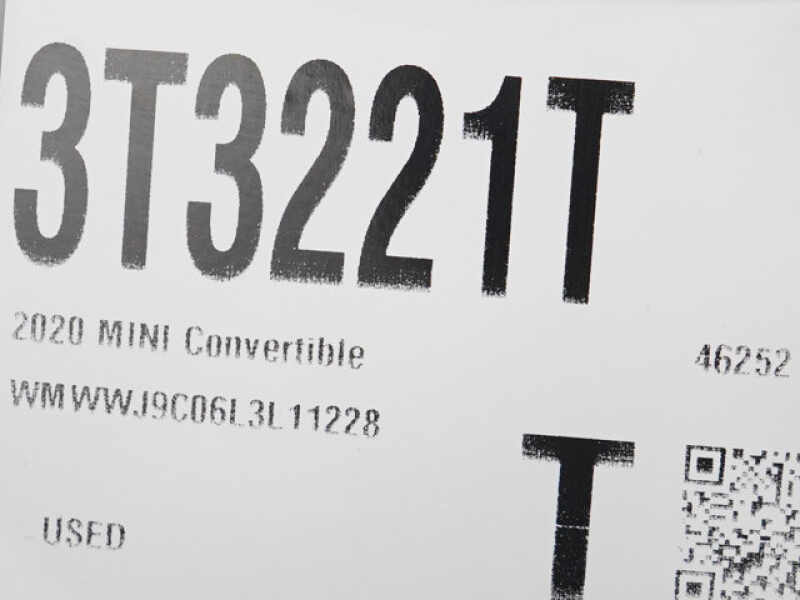 3T3221T
2020 MINI Convertible
46252
WMWWJ9C06L3L11228
T
USED